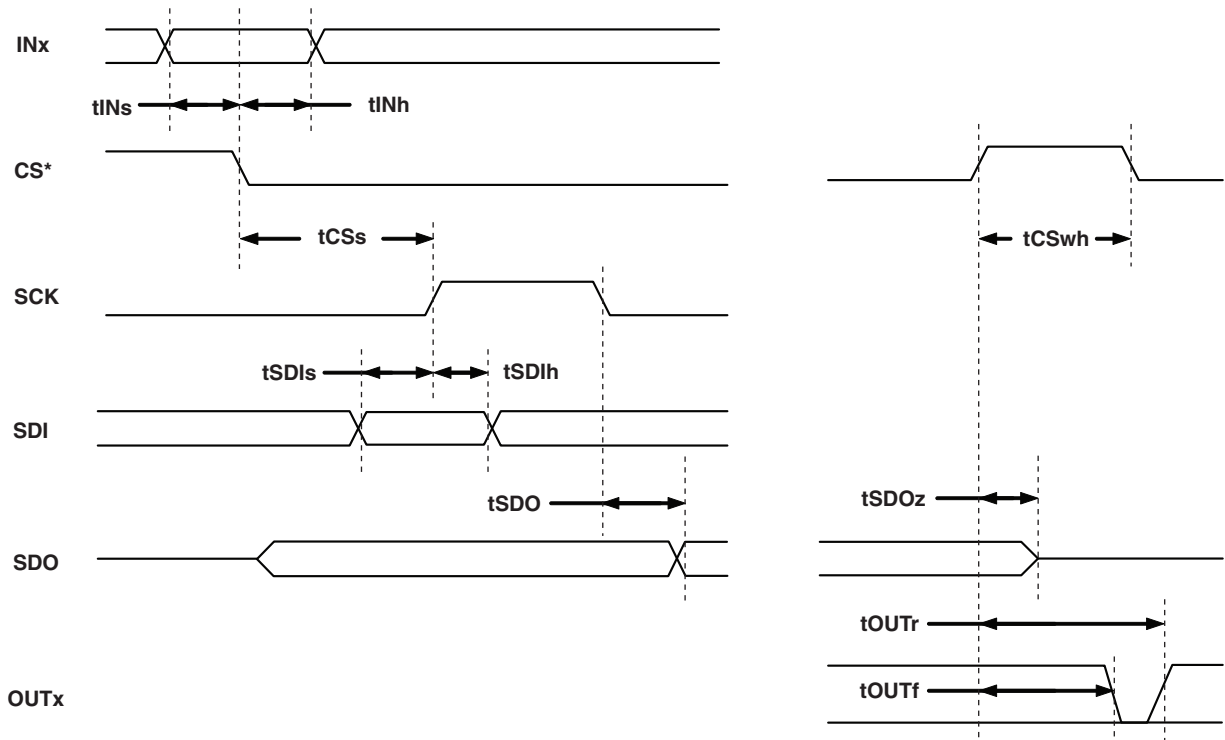 INx
tINs
tINh
CS*
tCSs
tCSwh
SCK
tSDIs
tSDIh
SDI
tSDO
tSDOz
SDO
tOUTr
tOUTf
OUTx